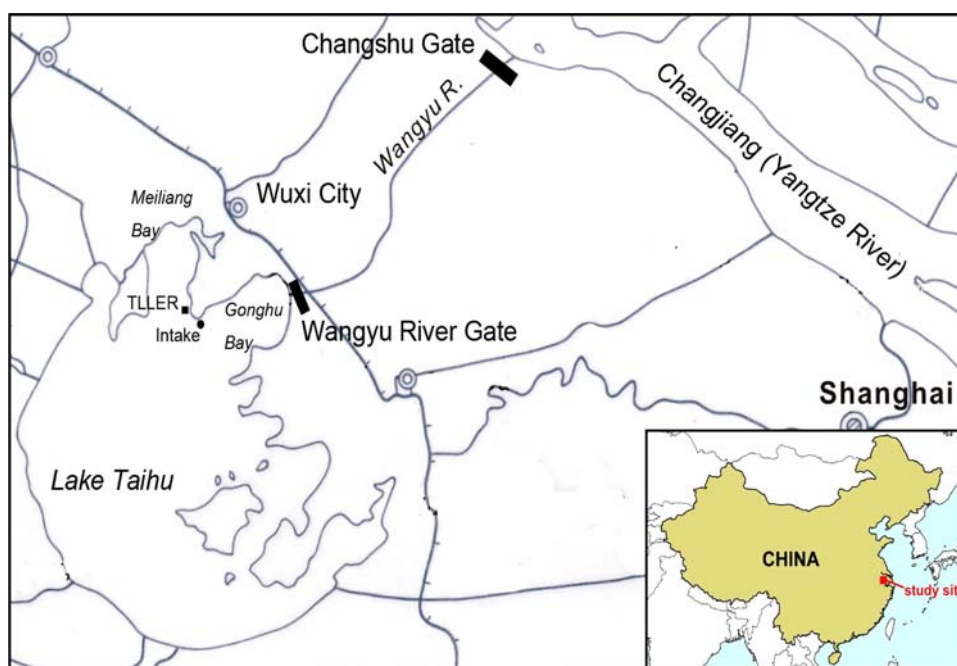 Changshu Gate
Wangyu R.
Changjiang (Yangtze River)
Wuxi City
Meiliang
Bay
TLLER
Intake
Gonghu
Bay
Wangyu River Gate
Shanghai
Lake Taihu
CHINA
study sit